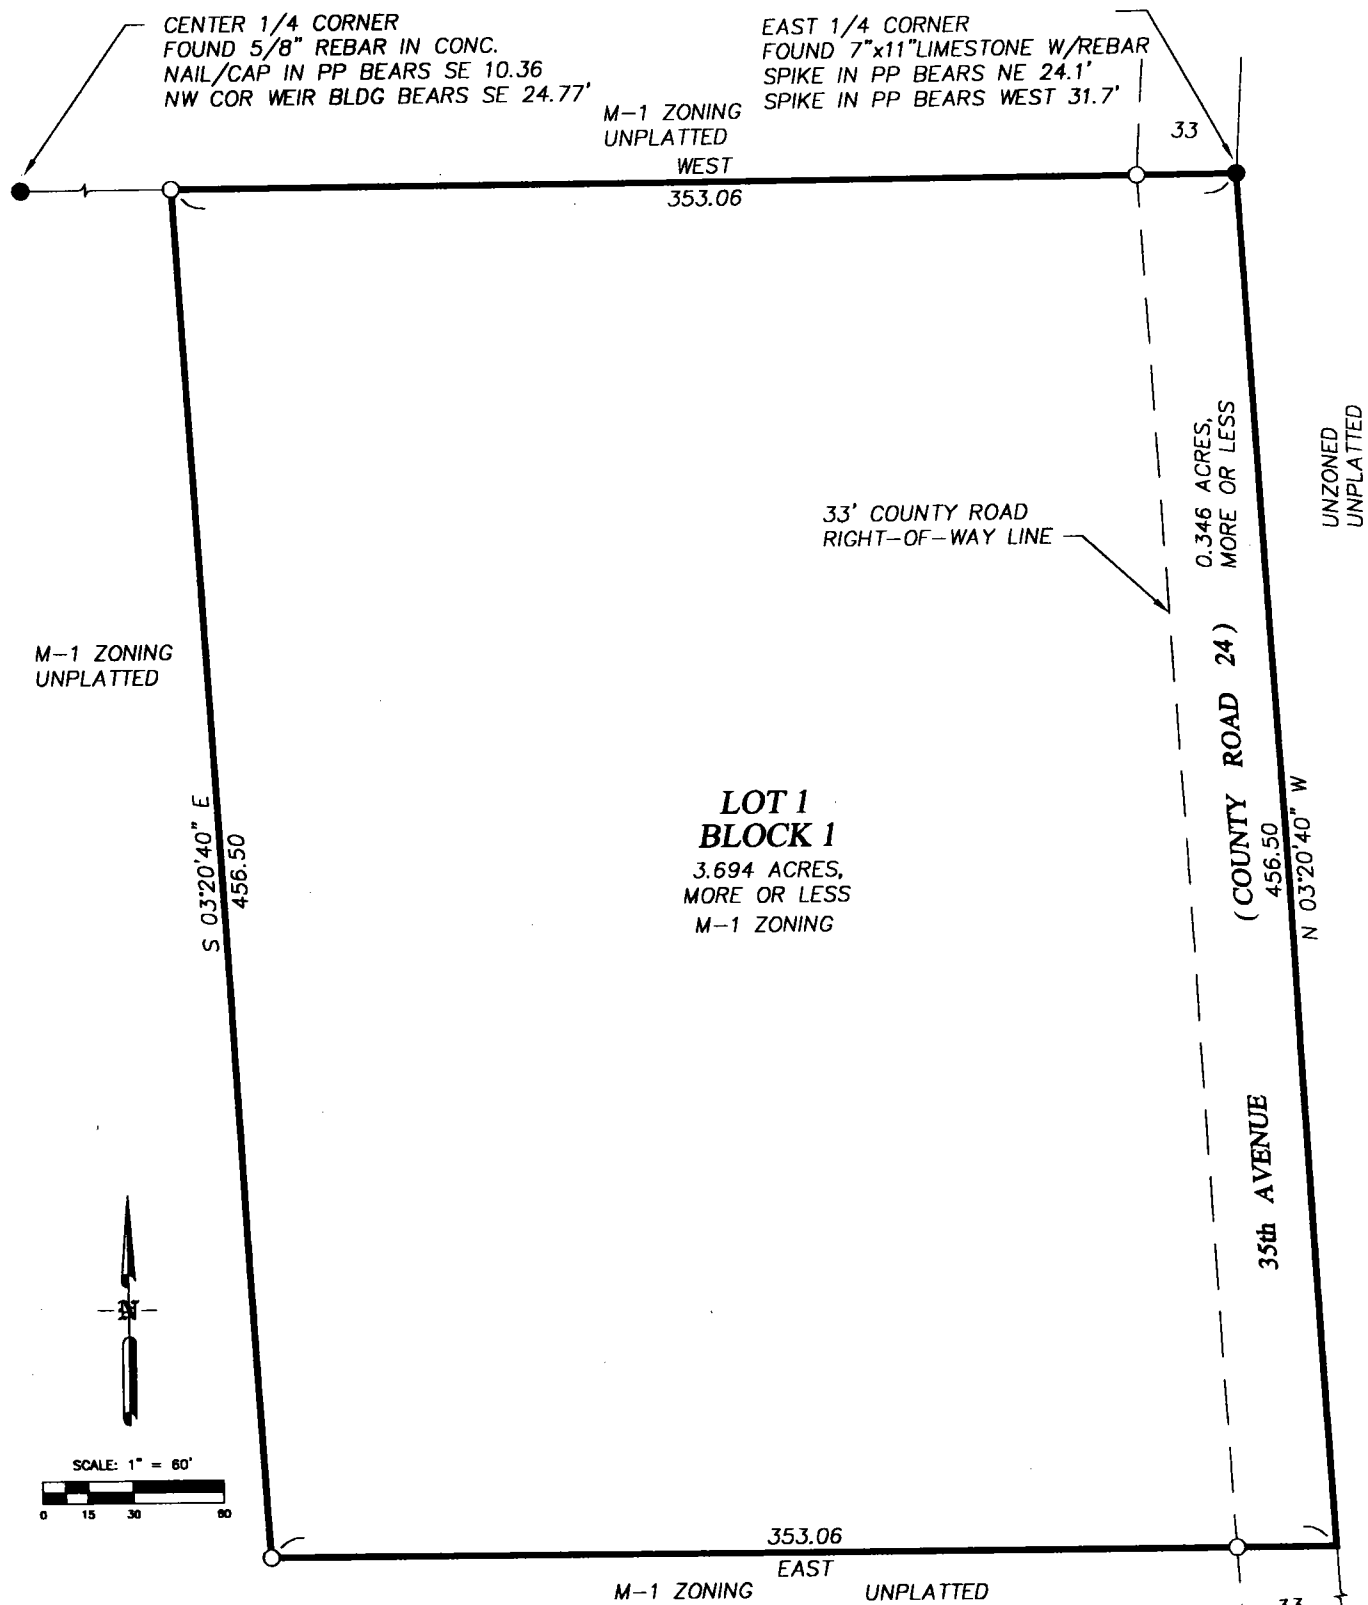 CENTER 1/4 CORNER
FOUND 5/8" REBAR IN CONC.
NAIL/CAP IN PP BEARS SE 10.36
NW COR WEIR BLDG BEARS SE 24.77'
EAST 1/4 CORNER
FOUND 7"x11"LIMESTONE W/REBAR
SPIKE IN PP BEARS NE 24.1'
SPIKE IN PP BEARS WEST 31.7'
M-1 ZONING
UNPLATTED
WEST
353.06
33
0.346 ACRES,
MORE OR LESS
UNZONED
UNPLATTED
33' COUNTY ROAD
RIGHT-OF-WAY LINE
M-1 ZONING
UNPLATTED
S 03°20'40" E
456.50
LOT 1
BLOCK 1
3.694 ACRES,
MORE OR LESS
M-1 ZONING
(COUNTY ROAD 24)
456.50
N 03°20'40" W
35th AVENUE
N
SCALE: 1" = 60'
0 15 30 60
353.06
EAST
M-1 ZONING UNPLATTED
33